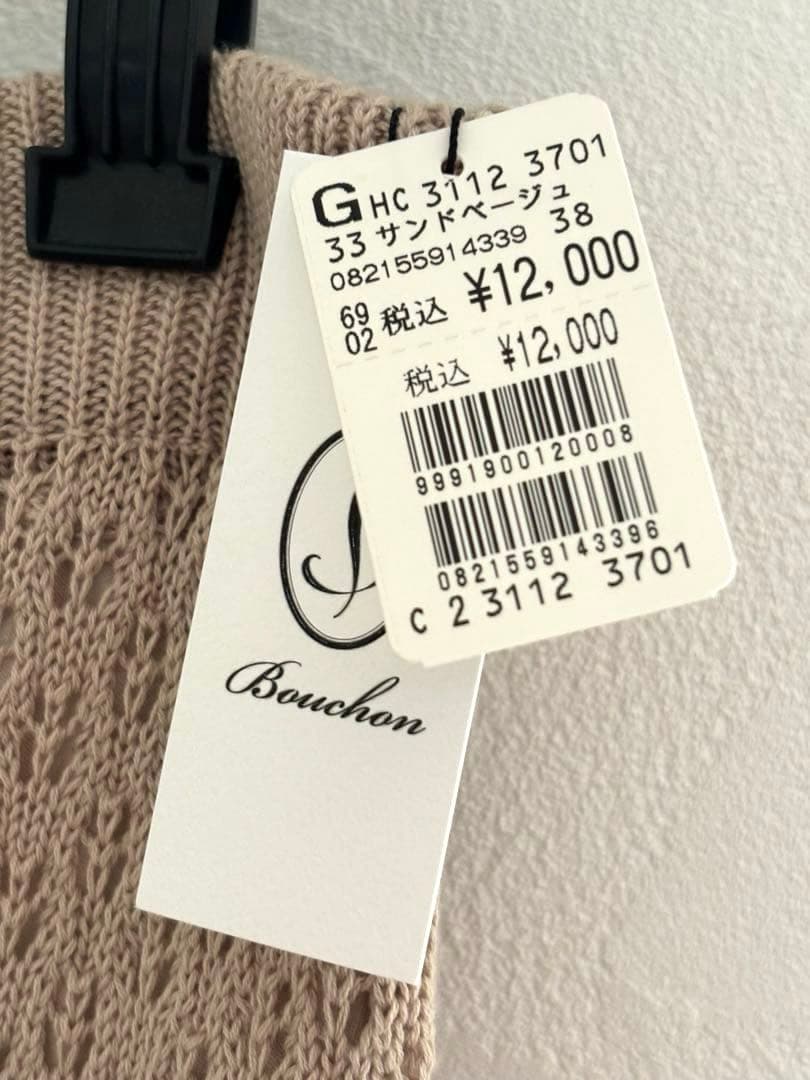 G HC 3112 3701
33 サンドベージュ
082155914339 38
69
02 税込 ¥12,000
税込 ¥12,000
9991900120008
0821559143396
C 2 3112 3701
Bouchon